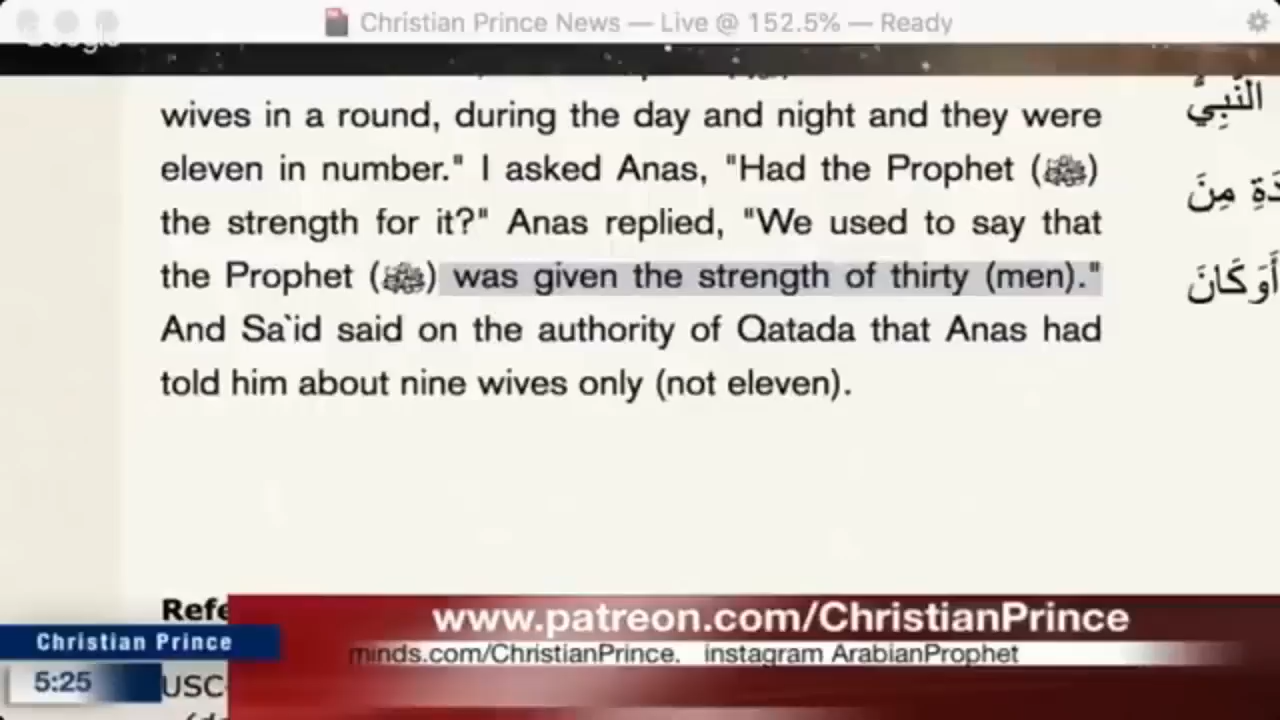 Christian Prince News — Live @ 152.5% — Ready
Google
wives in a round, during the day and night and they were
eleven in number." I asked Anas, "Had the Prophet (ﷺ)
the strength for it?" Anas replied, "We used to say that
the Prophet (ﷺ) was given the strength of thirty (men)."
And Sa`id said on the authority of Qatada that Anas had
told him about nine wives only (not eleven).
النَّبِيُّ
مِنَ
أَوَكَانَ
Refe
www.patreon.com/ChristianPrince
Christian Prince
minds.com/ChristianPrince. instagram ArabianProphet
5:25
USC-